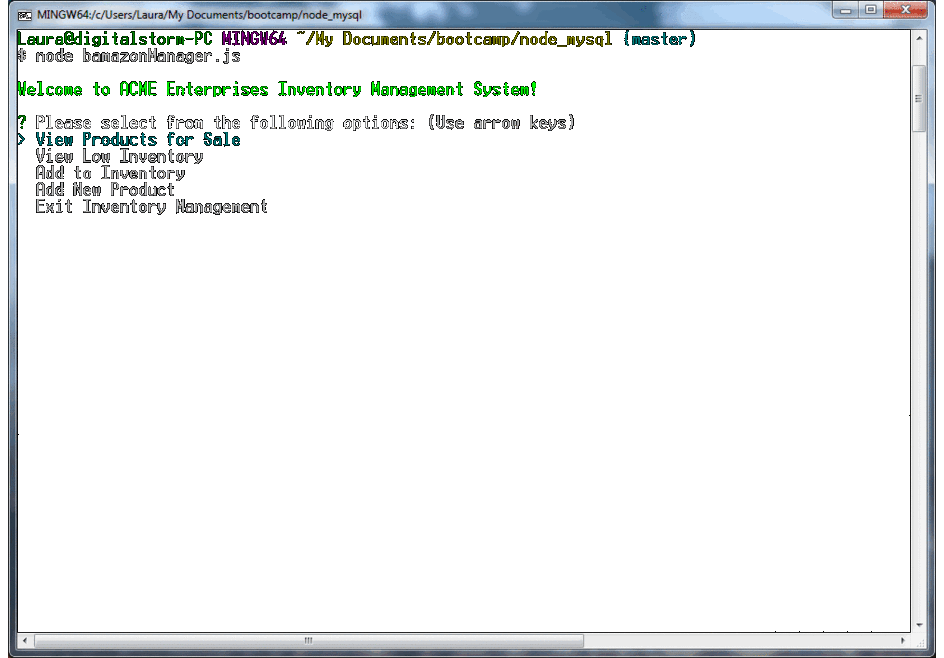 MINGW64:/c/Users/Laura/My Documents/bootcamp/node_mysql
Laura@digitalstorm-PC MINGW64 ~/My Documents/bootcamp/node_mysql (master)
$ node bamazonManager.js
Welcome to ACME Enterprises Inventory Management System!
? Please select from the following options: (Use arrow keys)
> View Products for Sale
View Low Inventory
Add to Inventory
Add New Product
Exit Inventory Management